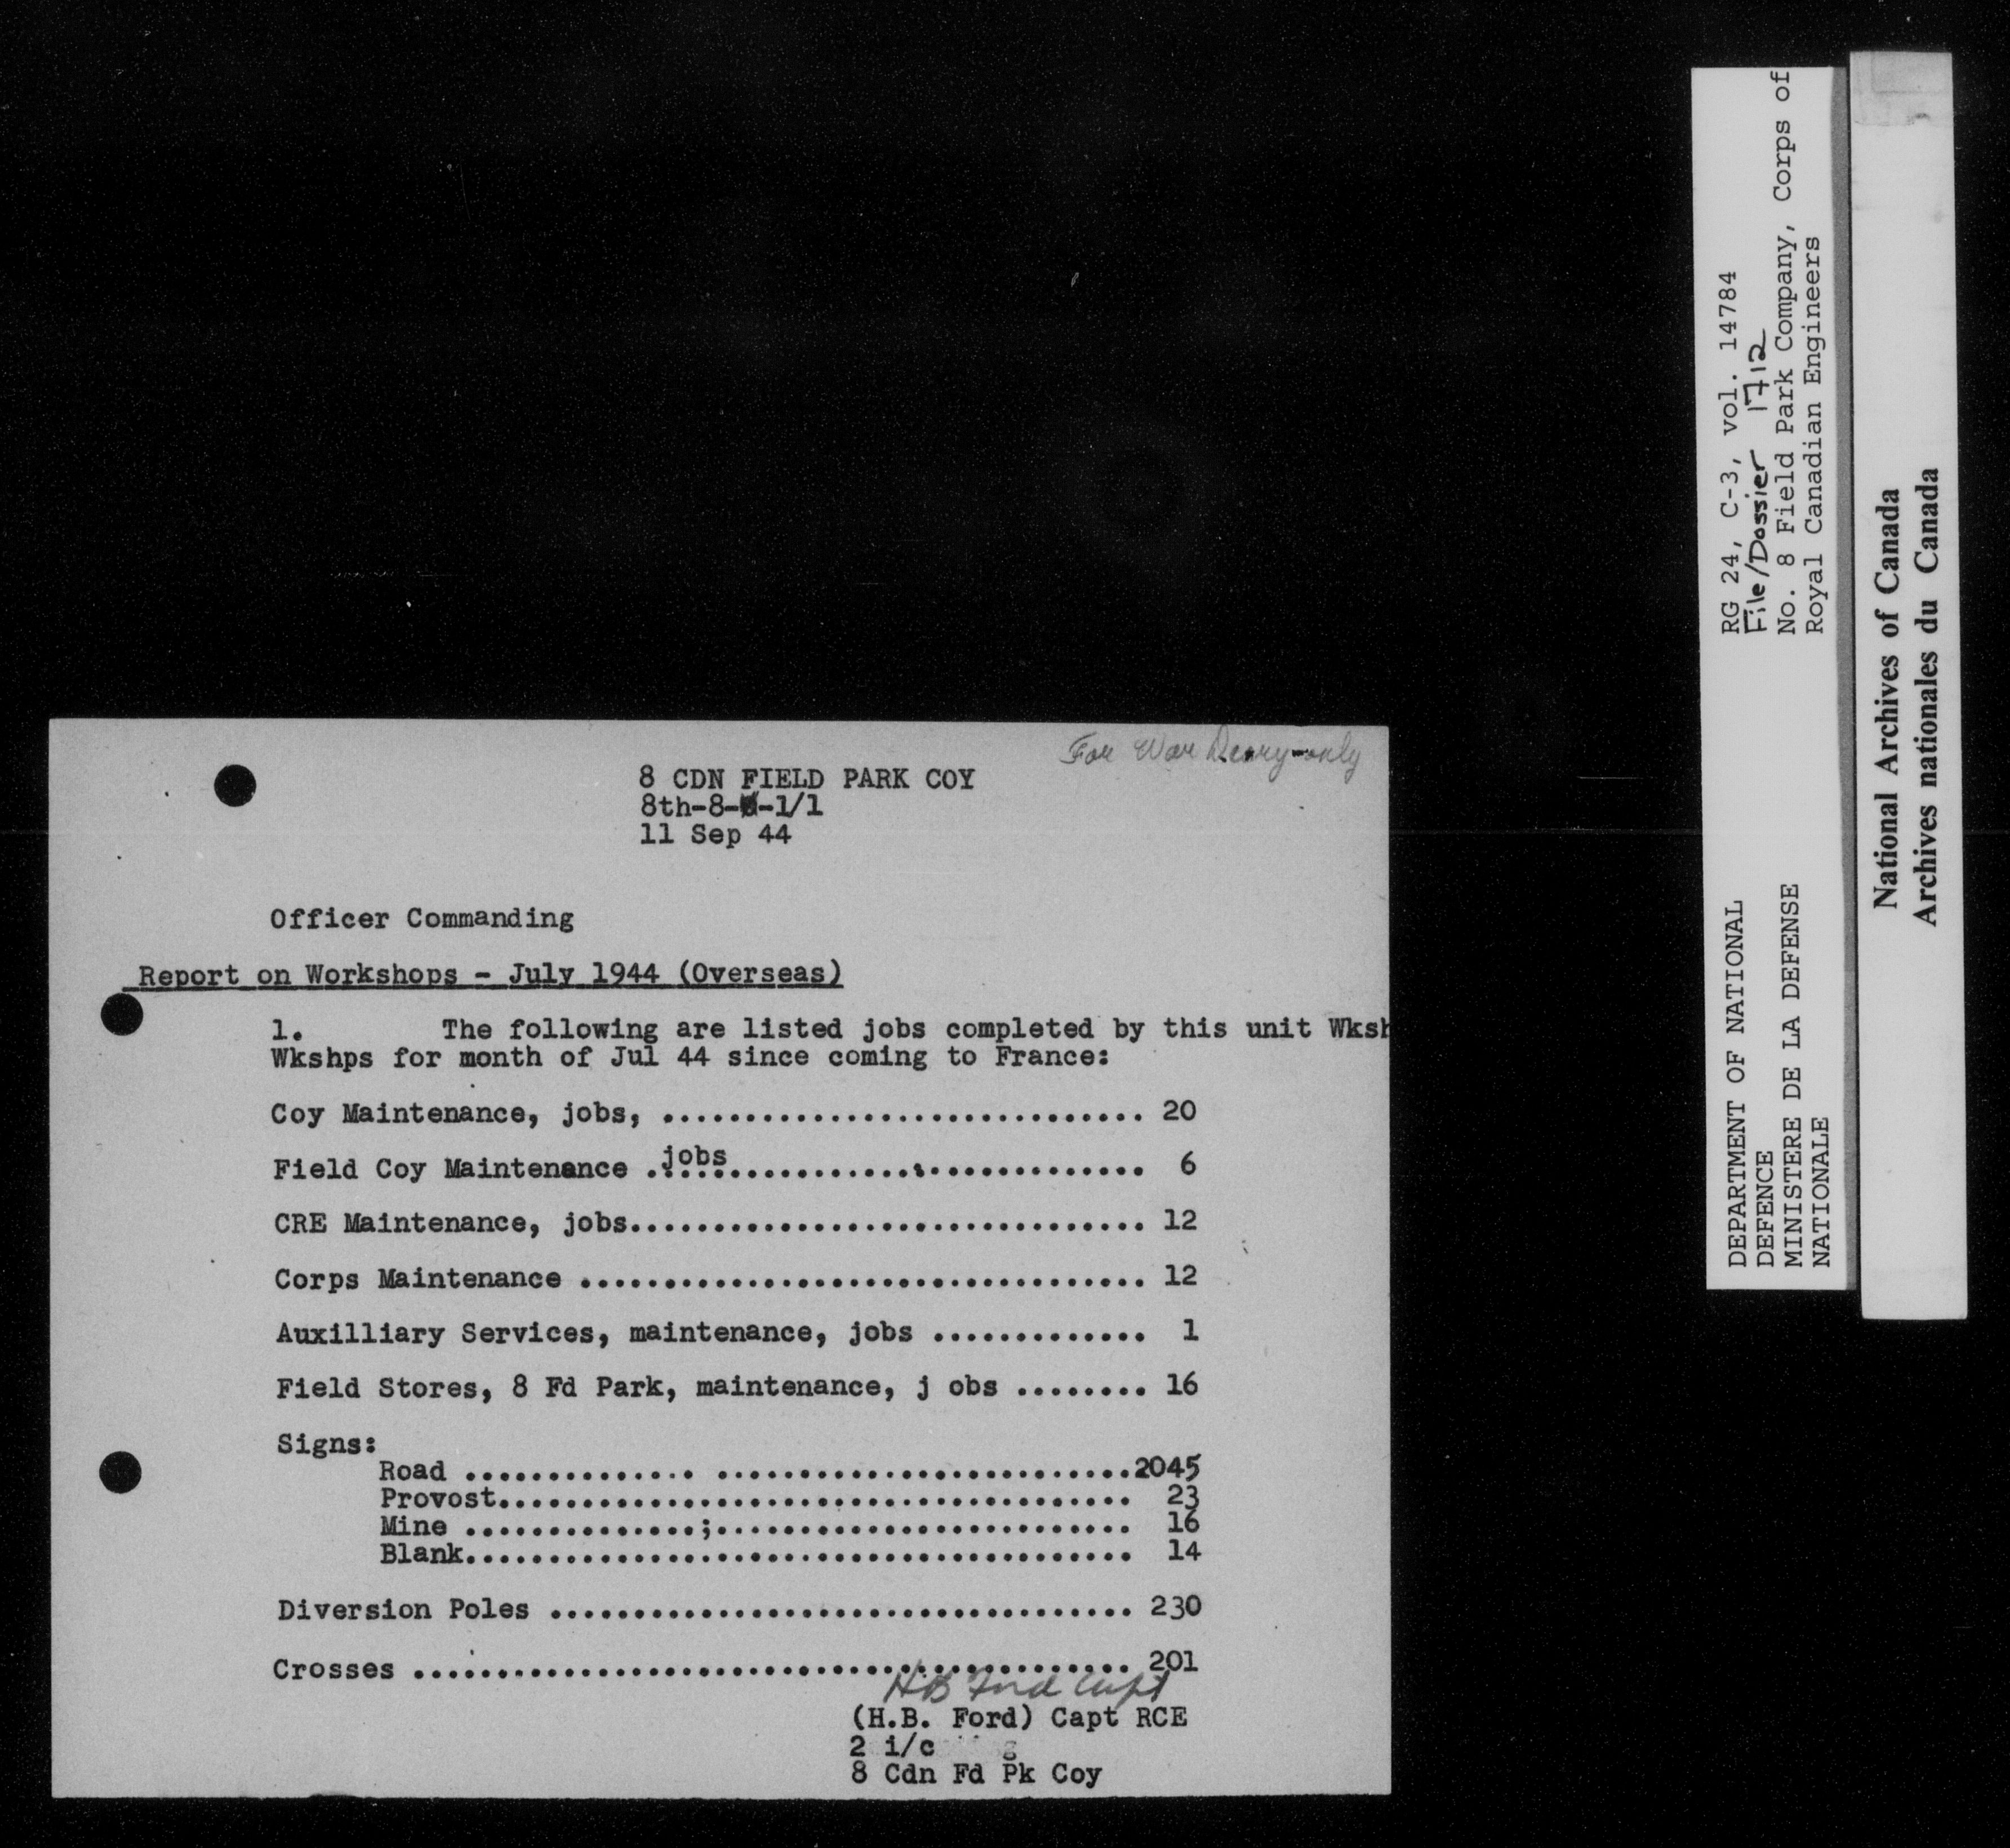 For War Diary only
8 CDN FIELD PARK COY
8th-8- -1/1
11 Sep 44
Officer Commanding
Report on Workshops - July 1944 (Overseas)
1. The following are listed jobs completed by this unit Wksh
Wkshps for month of Jul 44 since coming to France:
Coy Maintenance, jobs, ............................. 20
Field Coy Maintenance .jobs............................. 6
CRE Maintenance, jobs............................... 12
Corps Maintenance .................................. 12
Auxilliary Services, maintenance, jobs ............. 1
Field Stores, 8 Fd Park, maintenance, j obs ........ 16
Signs:
Road .............. .........................2045
Provost...................................... 23
Mine ..............;......................... 16
Blank........................................ 14
Diversion Poles ................................... 230
Crosses ........................................... 201
HB Ford Capt
(H.B. Ford) Capt RCE
2 i/c
8 Cdn Fd Pk Coy
RG 24, C-3, vol. 14784
File/Dossier 1712
No. 8 Field Park Company, Corps of
Royal Canadian Engineers
DEPARTMENT OF NATIONAL
DEFENCE
MINISTERE DE LA DEFENSE
NATIONALE
National Archives of Canada
Archives nationales du Canada